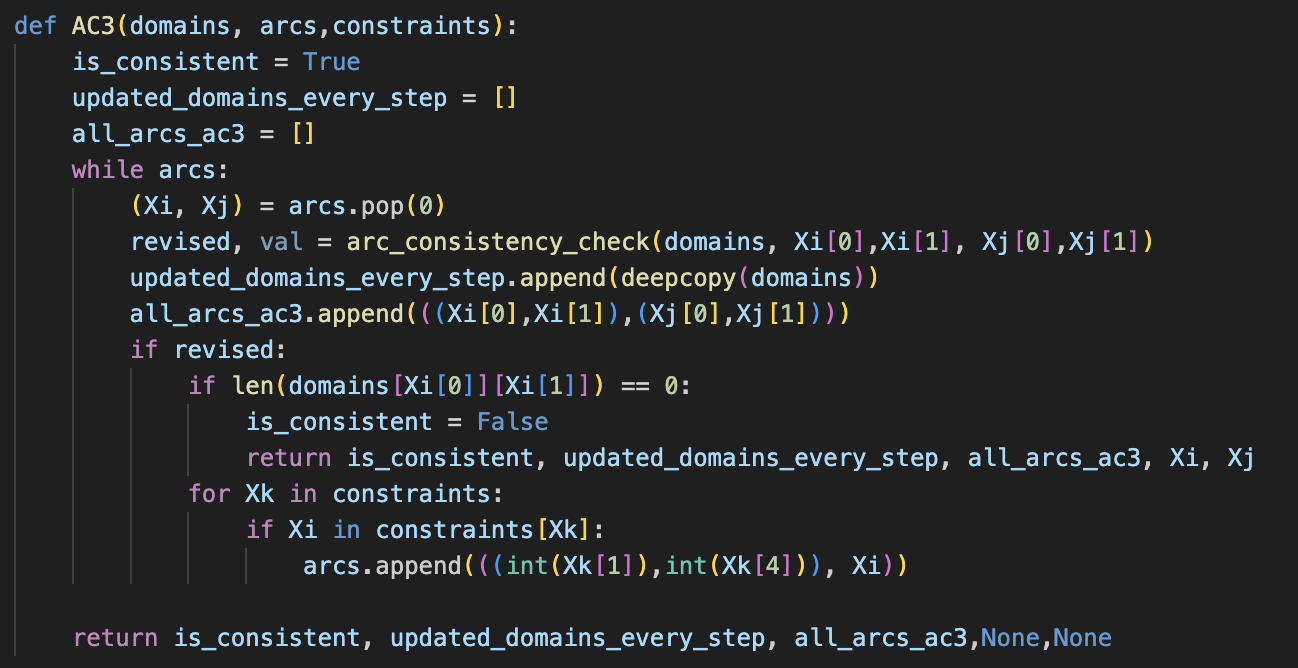 def AC3(domains, arcs,constraints):
    is_consistent = True
    updated_domains_every_step = []
    all_arcs_ac3 = []
    while arcs:
        (Xi, Xj) = arcs.pop(0)
        revised, val = arc_consistency_check(domains, Xi[0],Xi[1], Xj[0],Xj[1])
        updated_domains_every_step.append(deepcopy(domains))
        all_arcs_ac3.append(((Xi[0],Xi[1]),(Xj[0],Xj[1])))
        if revised:
            if len(domains[Xi[0]][Xi[1]]) == 0:
                is_consistent = False
                return is_consistent, updated_domains_every_step, all_arcs_ac3, Xi, Xj
            for Xk in constraints:
                if Xi in constraints[Xk]:
                    arcs.append(((int(Xk[1]),int(Xk[4])), Xi))
    return is_consistent, updated_domains_every_step, all_arcs_ac3,None,None